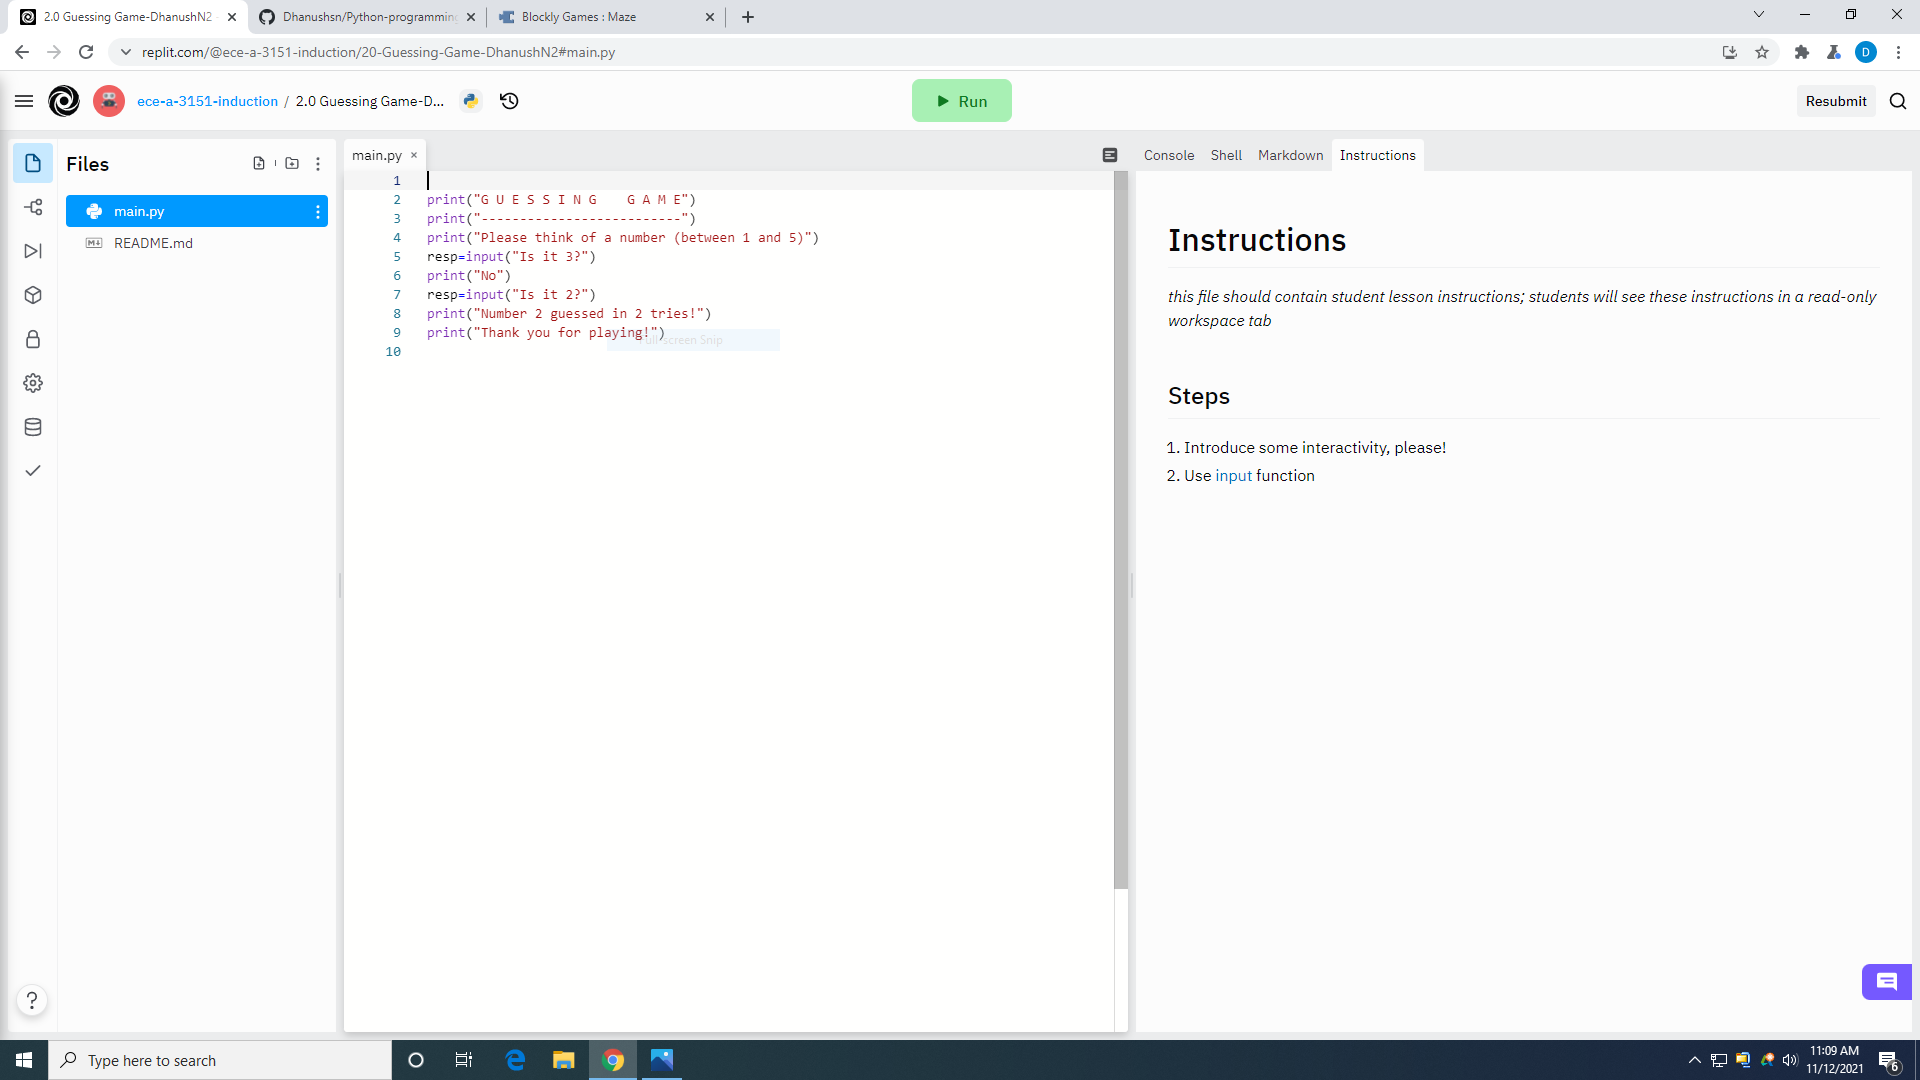 2.0 Guessing Game-DhanushN2
Dhanushsn/Python-programming
Blockly Games : Maze
replit.com/@ece-a-3151-induction/20-Guessing-Game-DhanushN2#main.py
D
ece-a-3151-induction / 2.0 Guessing Game-D...
Run
Resubmit
Files
main.py
README.md
main.py
1
2 print("G U E S S I N G    G A M E")
3 print("--------------------------")
4 print("Please think of a number (between 1 and 5)")
5 resp=input("Is it 3?")
6 print("No")
7 resp=input("Is it 2?")
8 print("Number 2 guessed in 2 tries!")
9 print("Thank you for playing!")
Full-screen Snip
10
Console Shell Markdown Instructions
Instructions
this file should contain student lesson instructions; students will see these instructions in a read-only
workspace tab
Steps
1. Introduce some interactivity, please!
2. Use input function
?
Type here to search
11:09 AM
11/12/2021
6